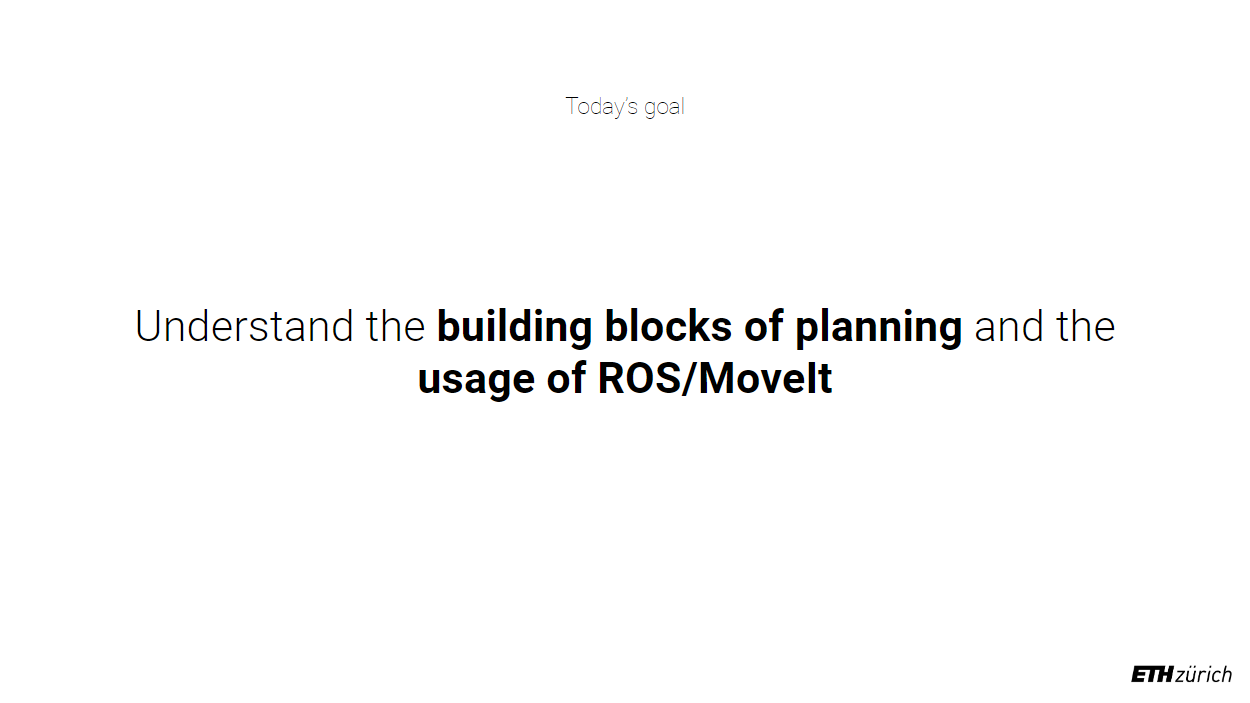 Today’s goal
Understand the building blocks of planning and the
usage of ROS/MoveIt
ETH zürich